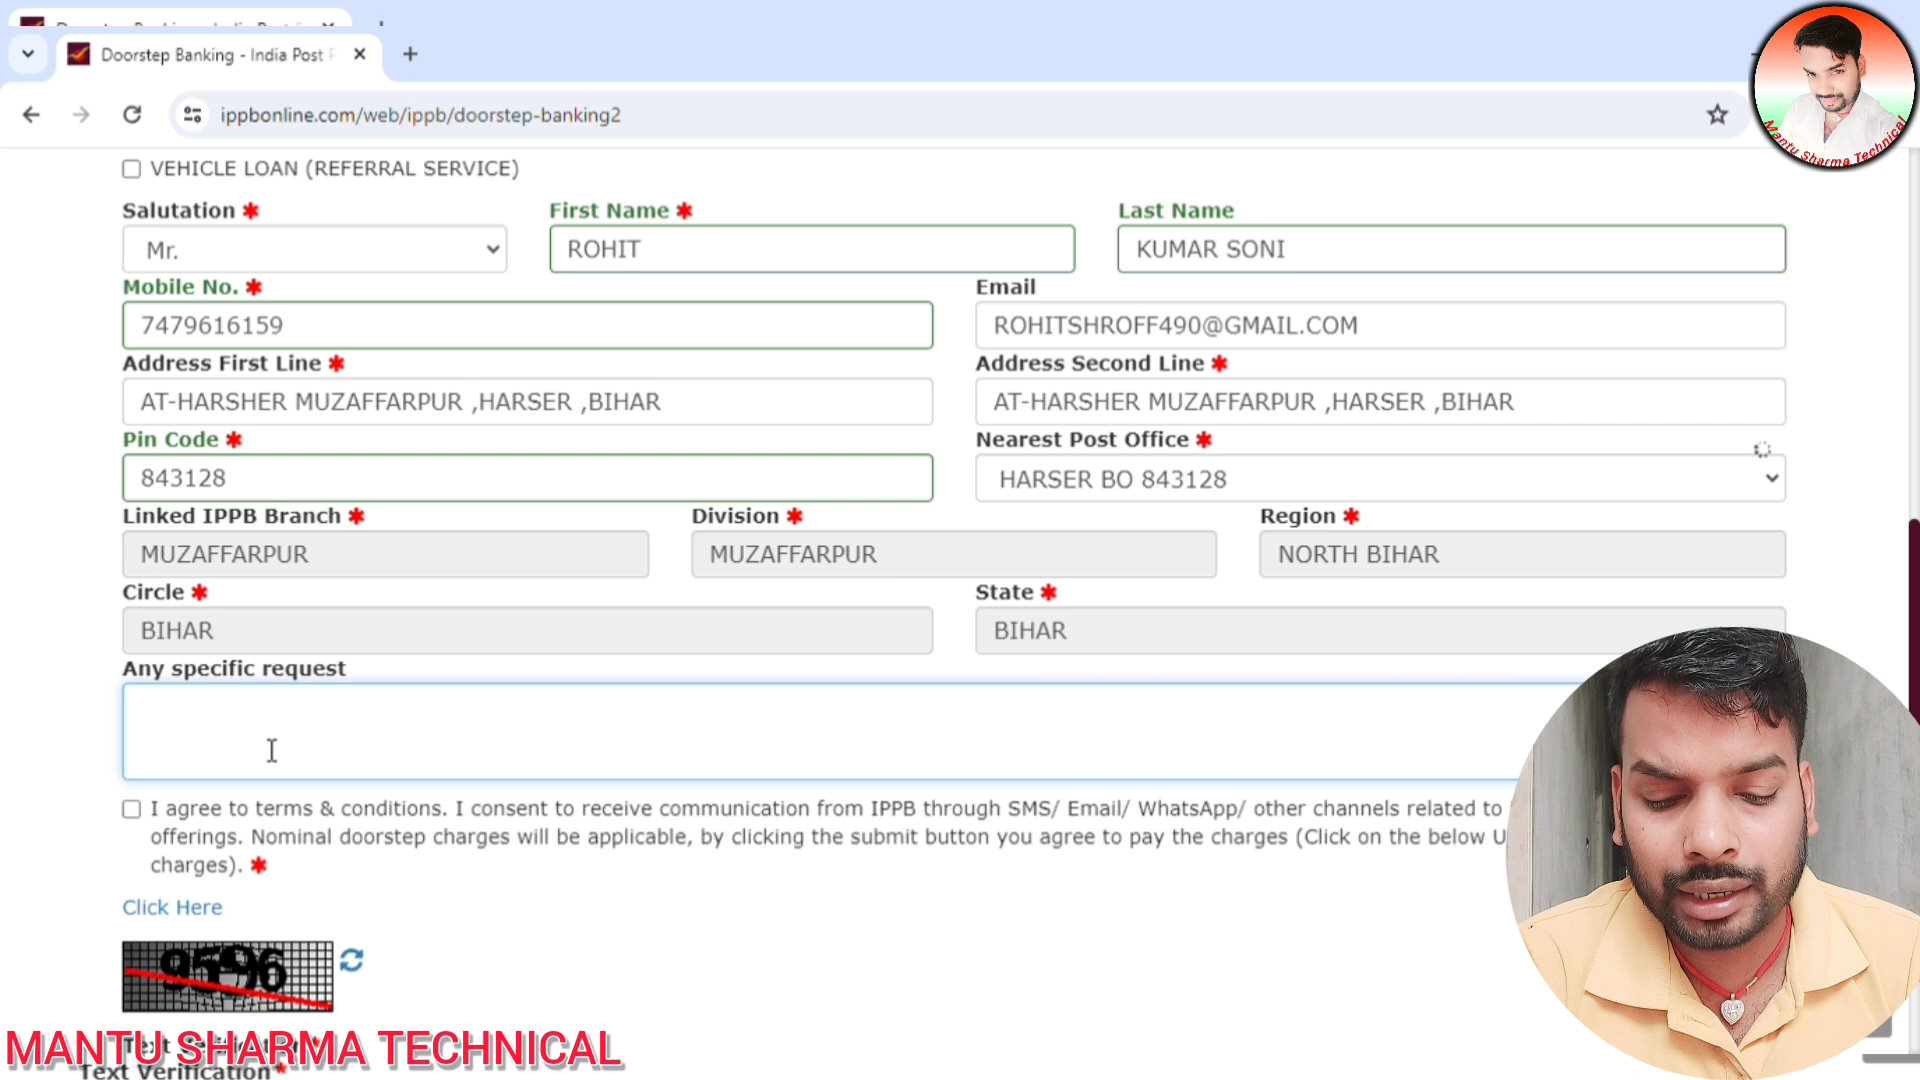 Doorstep Banking - India Post P
ippbonline.com/web/ippb/doorstep-banking2
Mantu Sharma Technical
VEHICLE LOAN (REFERRAL SERVICE)
Salutation * First Name * Last Name
Mr. ROHIT KUMAR SONI
Mobile No. * Email
7479616159 ROHITSHROFF490@GMAIL.COM
Address First Line * Address Second Line *
AT-HARSHER MUZAFFARPUR ,HARSER ,BIHAR AT-HARSHER MUZAFFARPUR ,HARSER ,BIHAR
Pin Code * Nearest Post Office *
843128 HARSER BO 843128
Linked IPPB Branch * Division * Region *
MUZAFFARPUR MUZAFFARPUR NORTH BIHAR
Circle * State *
BIHAR BIHAR
Any specific request
I agree to terms & conditions. I consent to receive communication from IPPB through SMS/ Email/ WhatsApp/ other channels related to
offerings. Nominal doorstep charges will be applicable, by clicking the submit button you agree to pay the charges (Click on the below U
charges). *
Click Here
MANTU SHARMA TECHNICAL
Text Verification *